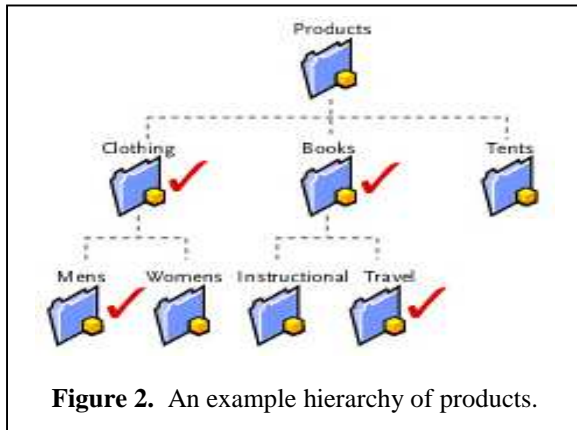 Products
Clothing Books Tents
Mens Womens Instructional Travel
Figure 2. An example hierarchy of products.